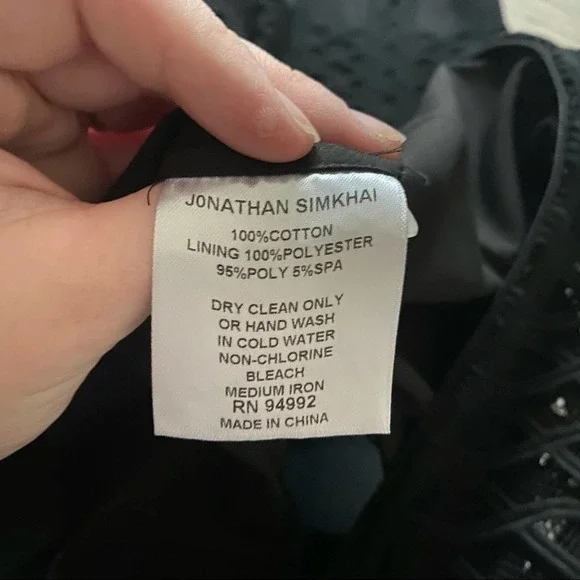 JONATHAN SIMKHAI
100%COTTON
LINING 100%POLYESTER
95%POLY 5%SPA
DRY CLEAN ONLY
OR HAND WASH
IN COLD WATER
NON-CHLORINE
BLEACH
MEDIUM IRON
RN 94992
MADE IN CHINA